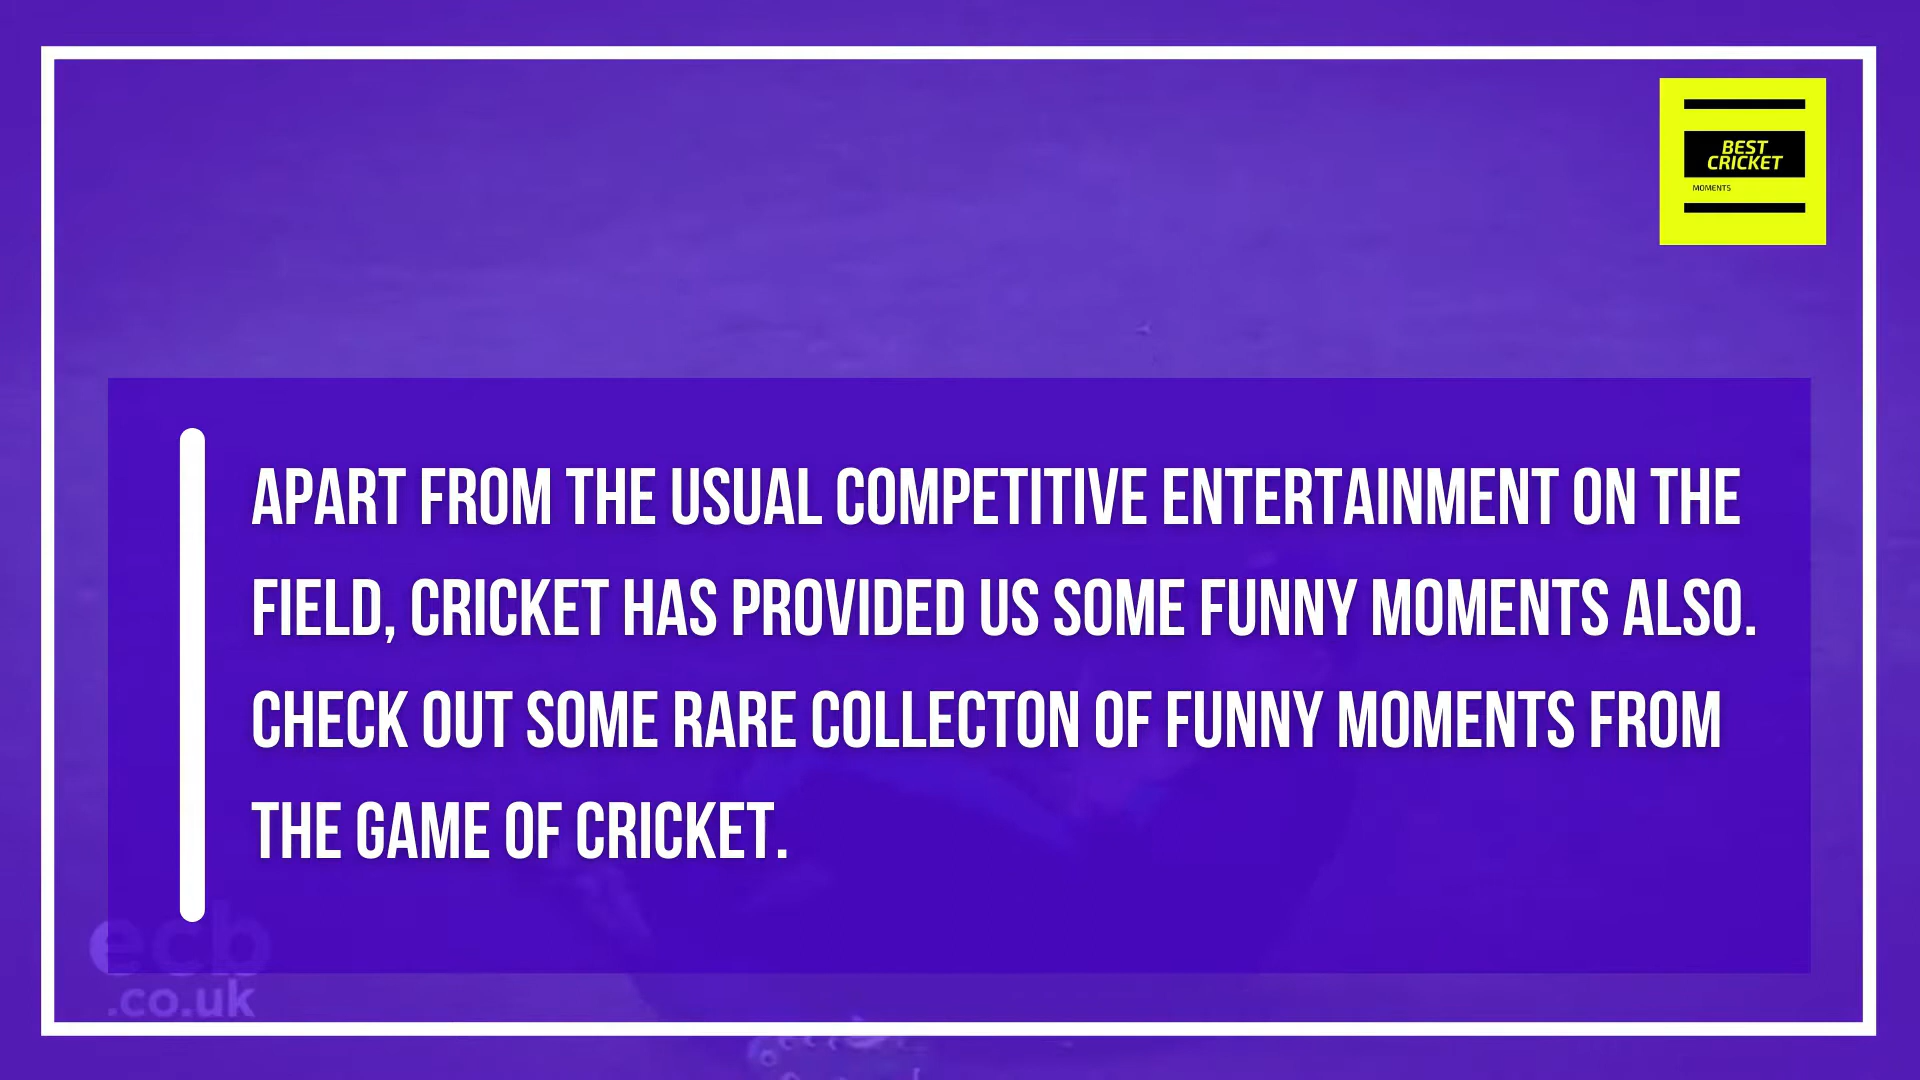 BEST
CRICKET
MOMENTS
APART FROM THE USUAL COMPETITIVE ENTERTAINMENT ON THE
FIELD, CRICKET HAS PROVIDED US SOME FUNNY MOMENTS ALSO.
CHECK OUT SOME RARE COLLECTON OF FUNNY MOMENTS FROM
THE GAME OF CRICKET.
ecb
.co.uk